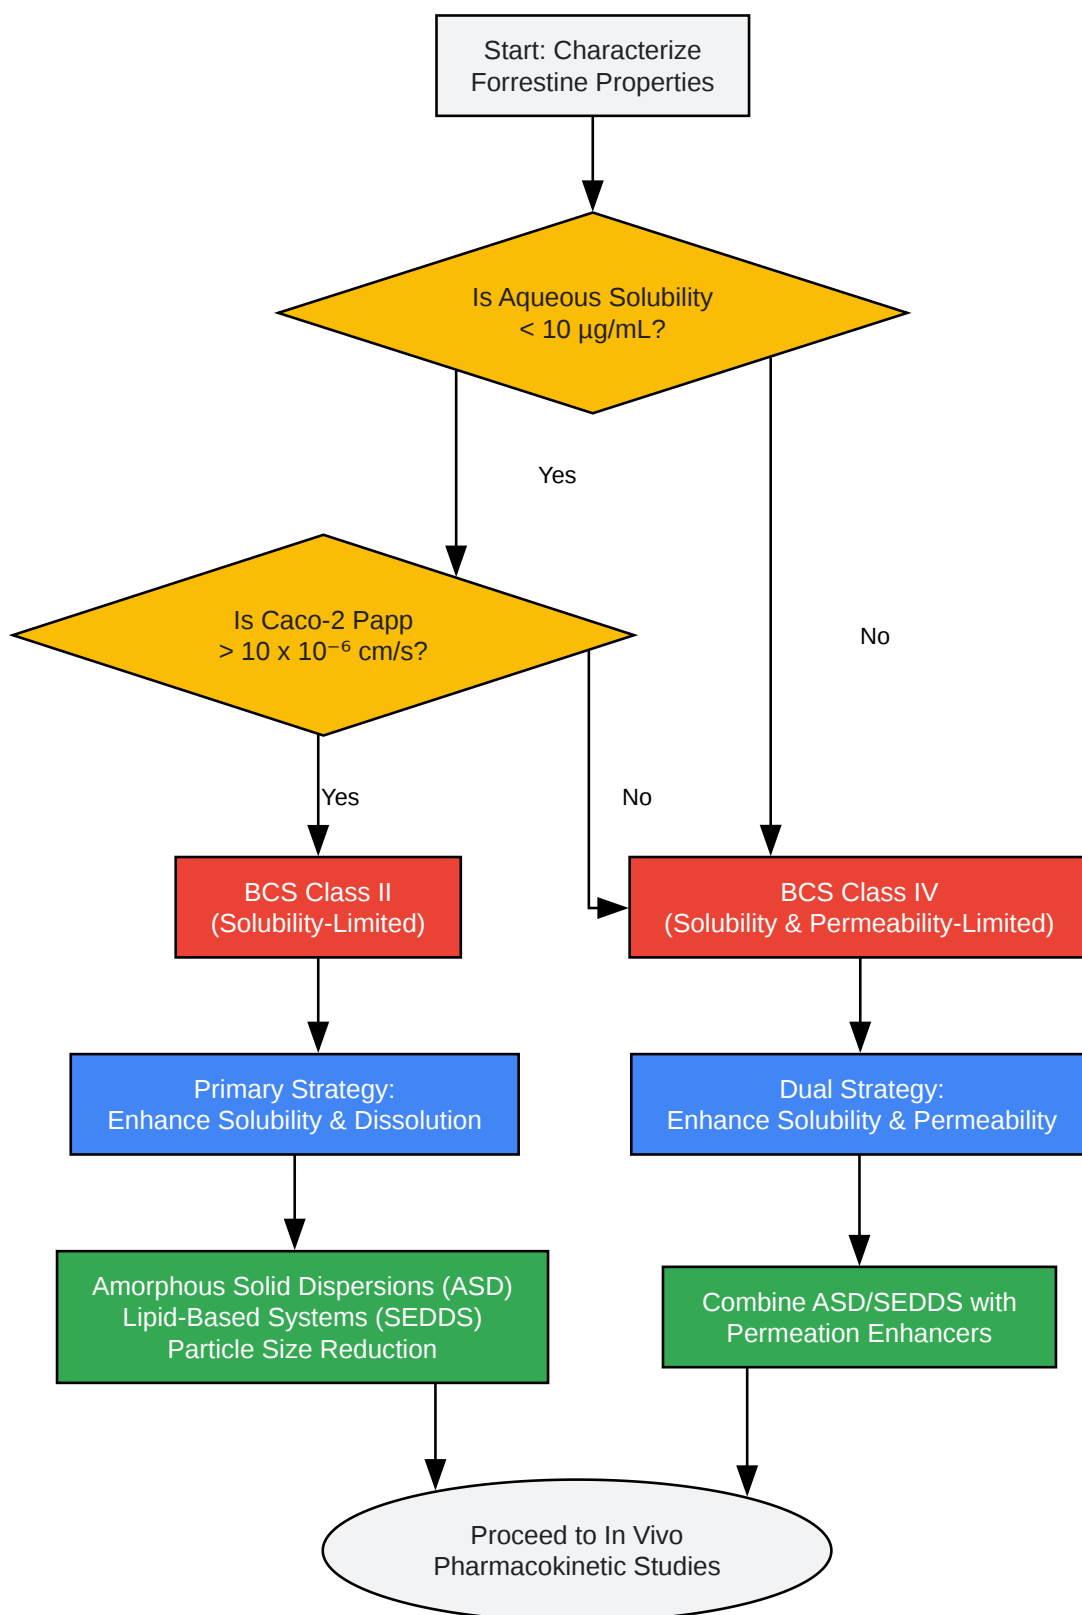 Start: Characterize
Forrestine Properties
Is Aqueous Solubility
< 10 µg/mL?
Yes
No
Is Caco-2 Papp
> 10 x 10⁻⁶ cm/s?
Yes
No
BCS Class II
(Solubility-Limited)
BCS Class IV
(Solubility & Permeability-Limited)
Primary Strategy:
Enhance Solubility & Dissolution
Dual Strategy:
Enhance Solubility & Permeability
Amorphous Solid Dispersions (ASD)
Lipid-Based Systems (SEDDS)
Particle Size Reduction
Combine ASD/SEDDS with
Permeation Enhancers
Proceed to In Vivo
Pharmacokinetic Studies